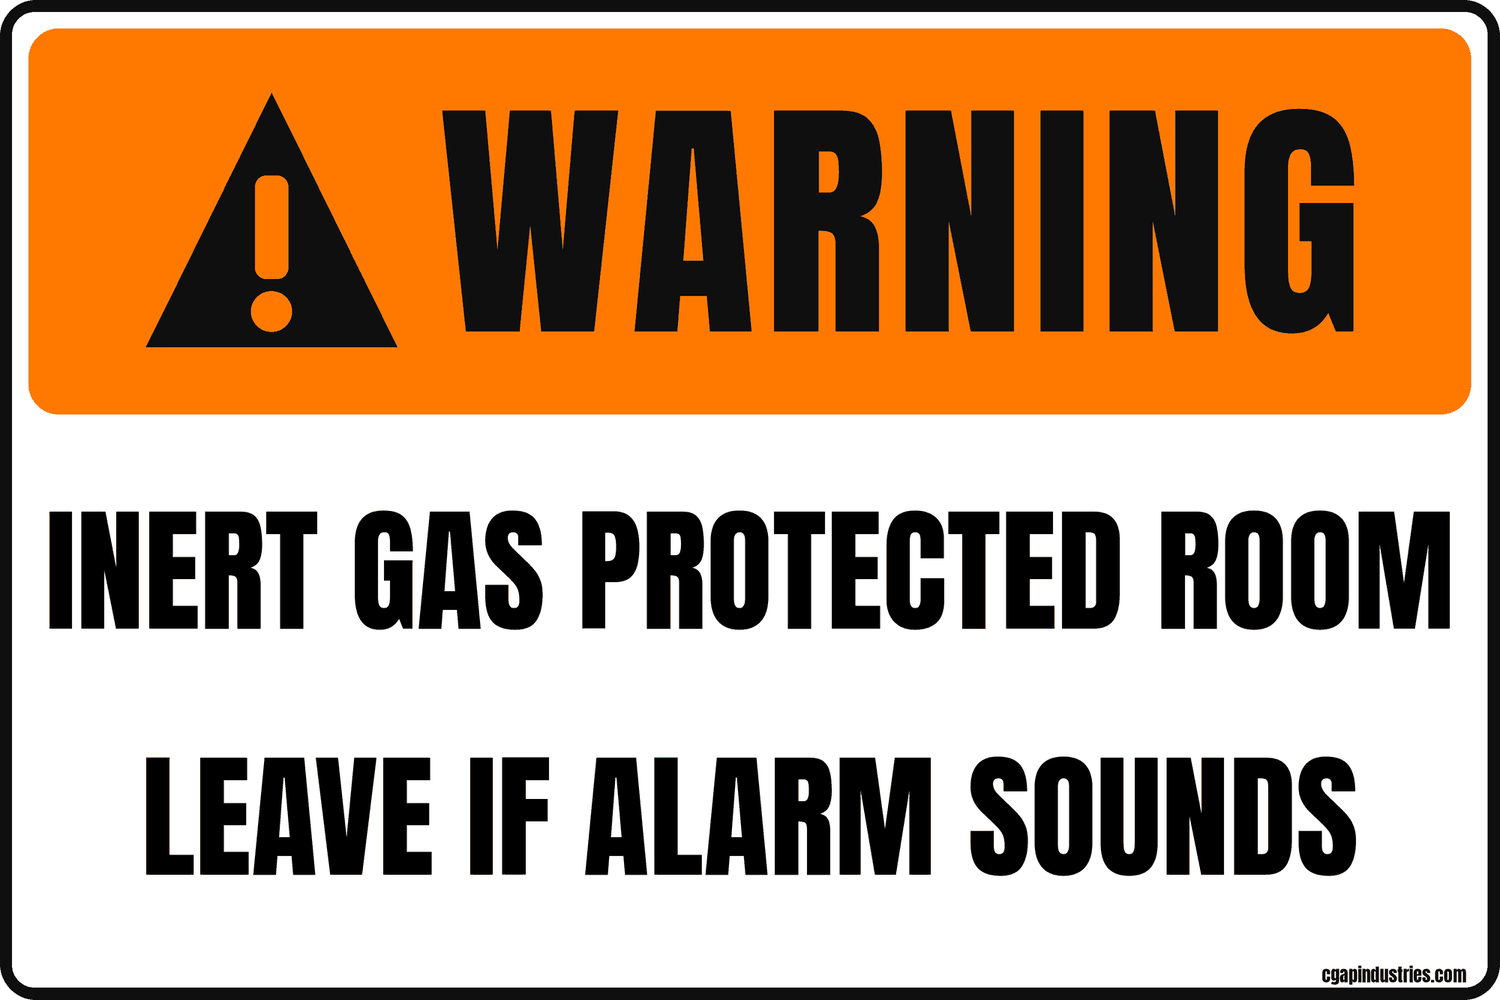 WARNING
INERT GAS PROTECTED ROOM
LEAVE IF ALARM SOUNDS
cgapindustries.com